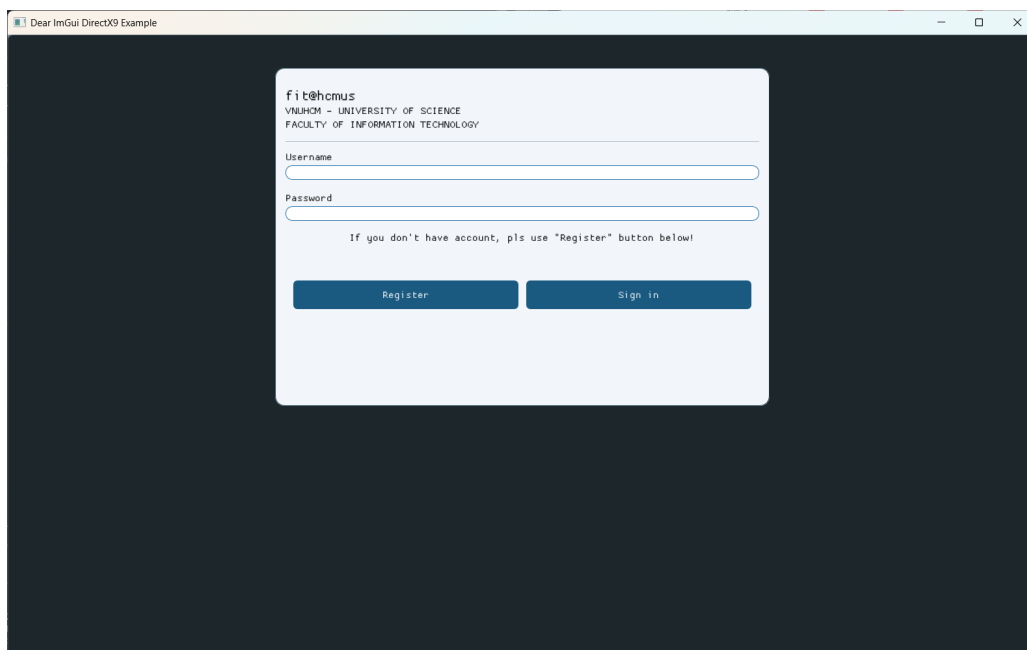 Dear ImGui DirectX9 Example
fit@hcmus
VNUHCM - UNIVERSITY OF SCIENCE
FACULTY OF INFORMATION TECHNOLOGY
Username
Password
If you don't have account, pls use "Register" button below!
Register
Sign in